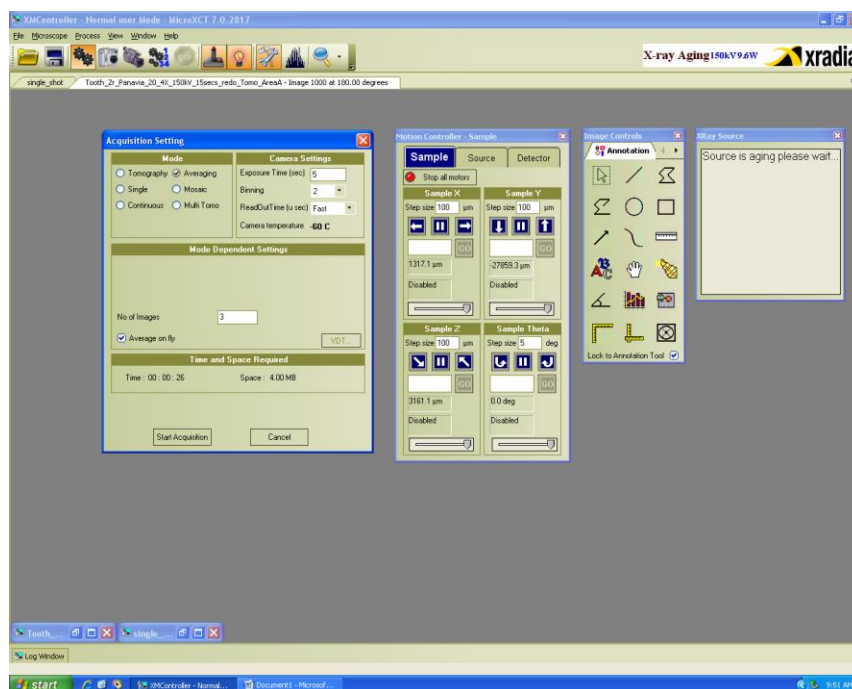 XMController - Normal user Mode - MicroXCT 7.0.2817
File Microscope Process View Window Help
X-ray Aging150kV9.6W
xradia
single_shot
Tooth_Zr_Panavia_20_4X_150kV_15secs_redo_Tomo_AreaA - Image 1000 at 180.00 degrees
Acquisition Setting
Mode
Tomography
Averaging
Single
Mosaic
Continuous
Multi Tomo
Camera Settings
Exposure Time (sec) 5
Binning 2
ReadOutTime (u sec) Fast
Camera temperature -60 C
Mode Dependent Settings
No of Images 3
Average on fly
VDT...
Time and Space Required
Time : 00 : 00 : 26 Space : 4.00 MB
Start Acquisition
Cancel
Motion Controller - Sample
Sample Source Detector
Stop all motors
Sample X
Step size 100 µm
GO
1317.1 µm
Disabled
Sample Y
Step size 100 µm
GO
-27859.3 µm
Disabled
Sample Z
Step size 100 µm
GO
3161.1 µm
Disabled
Sample Theta
Step size 5 deg
GO
0.0 deg
Disabled
Image Controls
Annotation
Lock to Annotation Tool
XRay Source
Source is aging please wait...
Tooth_...
single_...
Log Window
start
XMController - Normal...
Document1 - Microsof...
9:51 AM